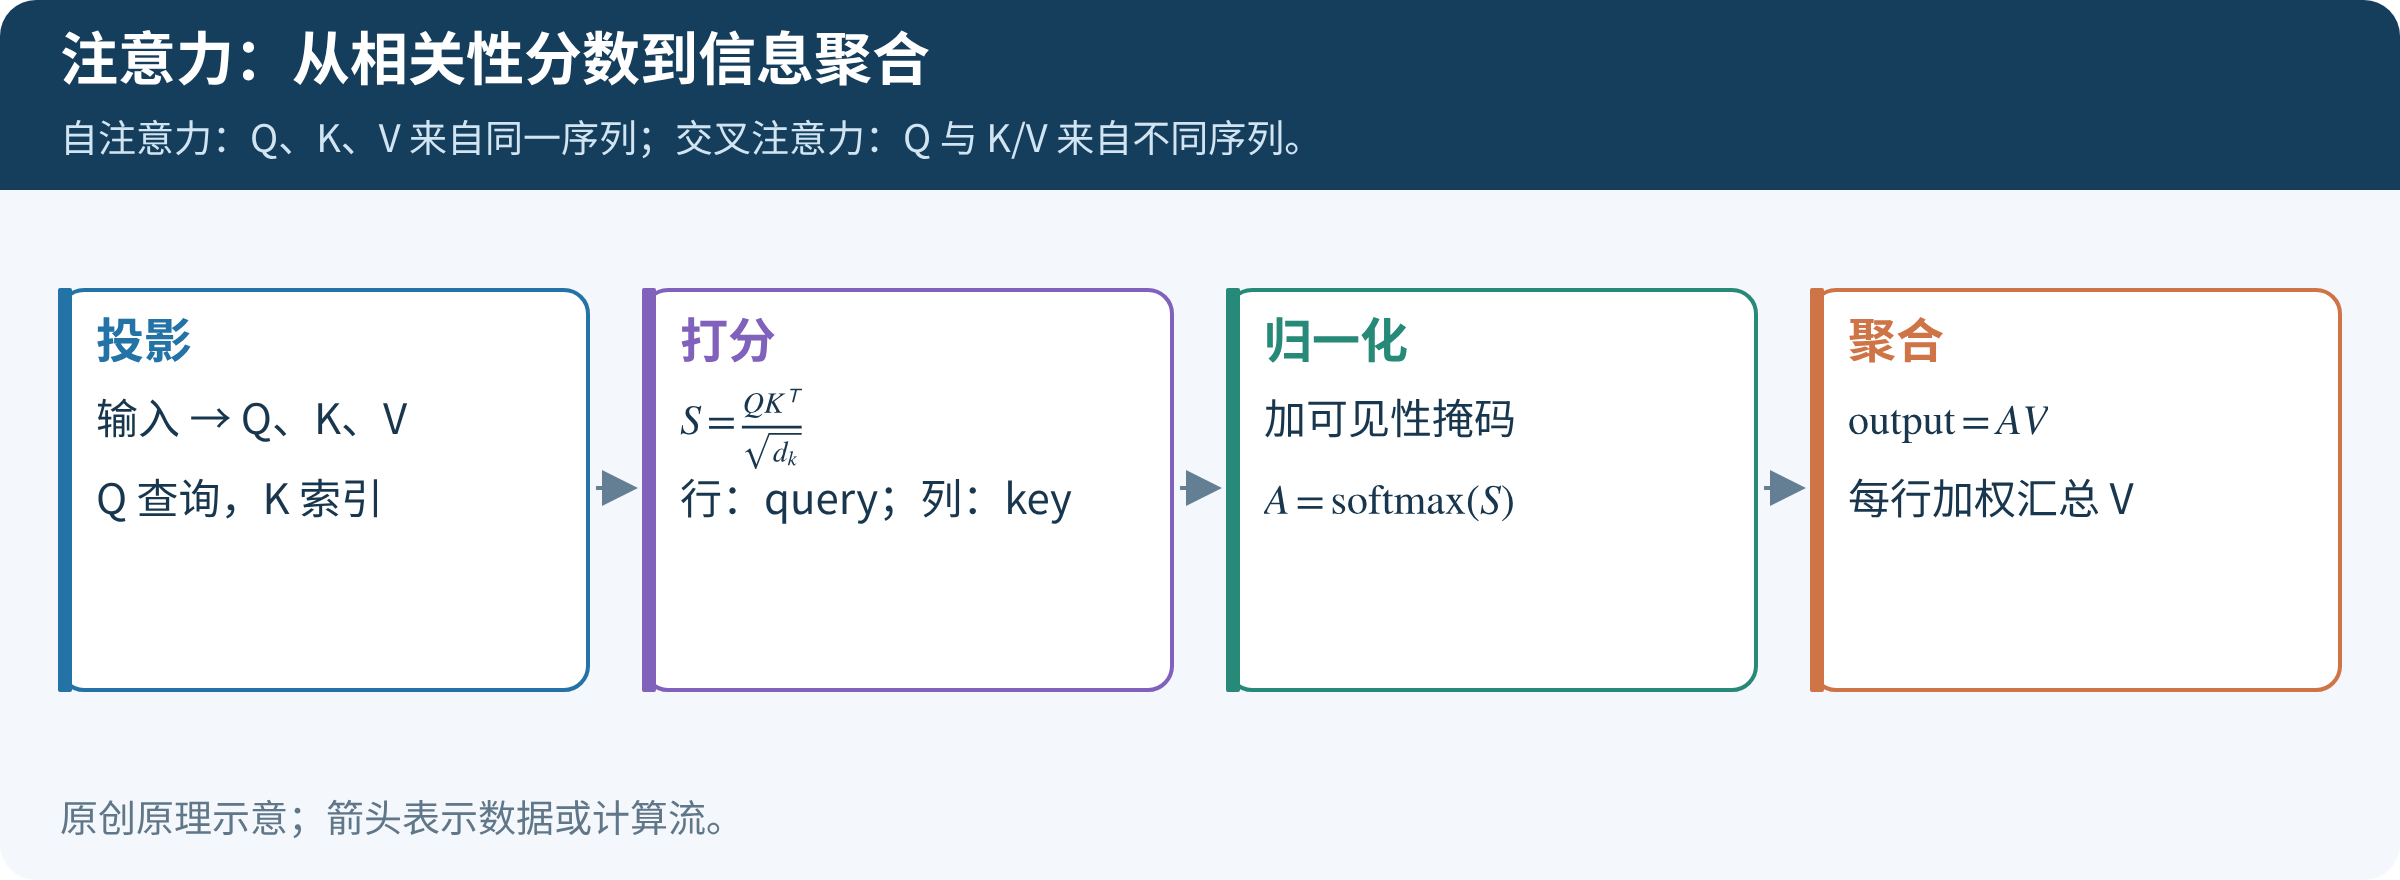 注意力：从相关性分数到信息聚合
自注意力：Q、K、V 来自同一序列；交叉注意力：Q 与 K/V 来自不同序列。
投影
输入 → Q、K、V
Q 查询，K 索引
打分
S = QK^T / √d_k
行：query；列：key
归一化
加可见性掩码
A = softmax(S)
聚合
output = AV
每行加权汇总 V
原创原理示意；箭头表示数据或计算流。